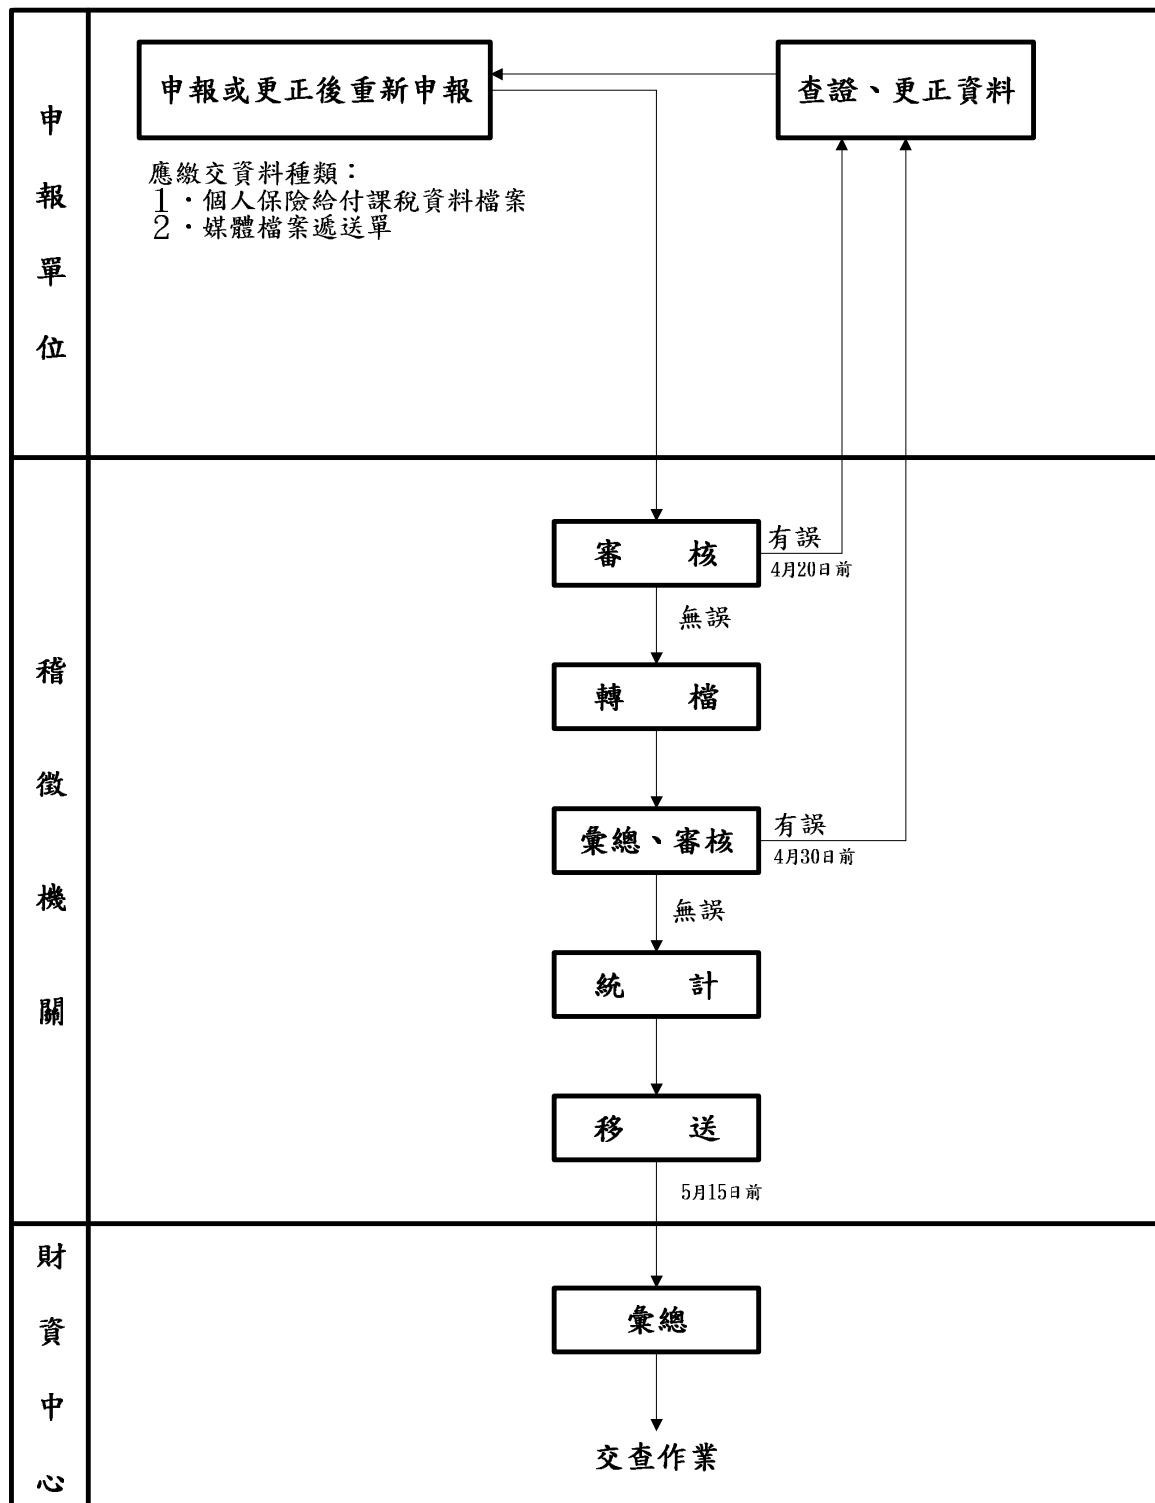 申報單位
申報或更正後重新申報
查證、更正資料
應繳交資料種類：
１．個人保險給付課稅資料檔案
２．媒體檔案遞送單
稽徵機關
審　核
有誤
4月20日前
無誤
轉　檔
彙總、審核
有誤
4月30日前
無誤
統　計
移　送
5月15日前
財資中心
彙總
交查作業